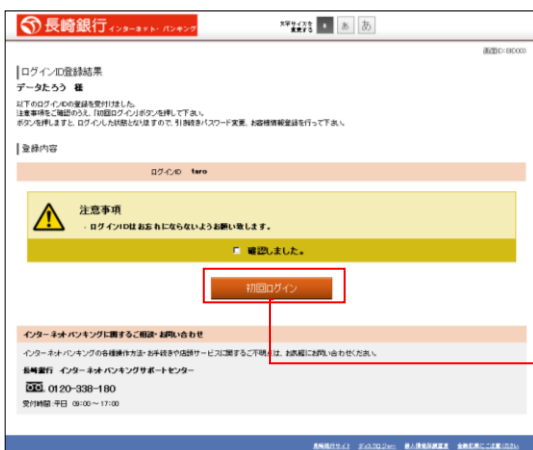 長崎銀行 インターネット・バンキング
文字サイズを
変更する
あ あ
ログインID登録結果
データたろう 様
以下のログインIDの登録を受付けました。
注意事項をご確認のうえ、「初回ログイン」ボタンを押して下さい。
ボタンを押しますと、ログインした状態となりますので、引き続きパスワード変更、お客様情報登録を行って下さい。
登録内容
ログインID taro
注意事項
・ログインIDはお忘れにならないようお願い致します。
確認しました。
初回ログイン
インターネットバンキングに関するご相談・お問い合わせ
インターネットバンキングの各種操作方法・お手続きや店頭サービスに関するご不明点は、お気軽にお問い合わせください。
長崎銀行 インターネットバンキングサポートセンター
0120-338-180
受付時間:平日 09:00～17:00
長崎銀行サイト